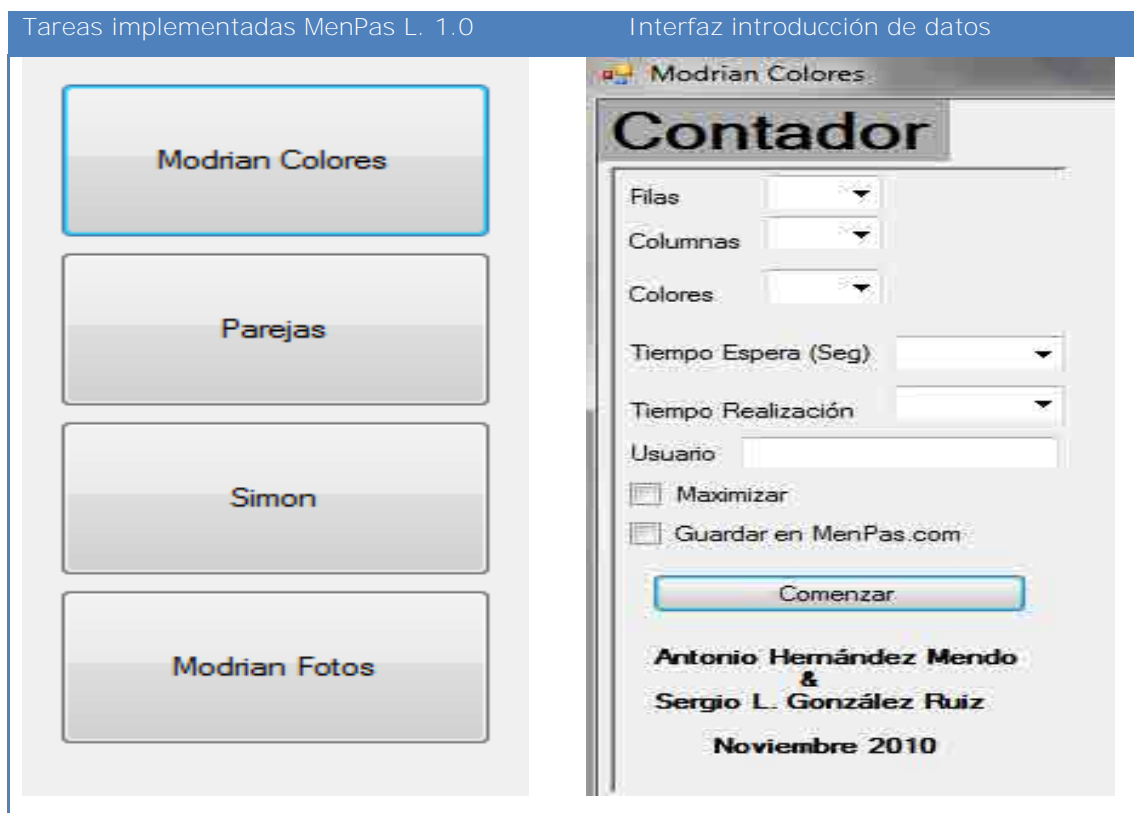 Tareas implementadas MenPas L. 1.0
Interfaz introducción de datos
Modrian Colores
Parejas
Simon
Modrian Fotos
Modrian Colores
Contador
Filas
Columnas
Colores
Tiempo Espera (Seg)
Tiempo Realización
Usuario
Maximizar
Guardar en MenPas.com
Comenzar
Antonio Hernández Mendo
&
Sergio L. González Ruiz
Noviembre 2010